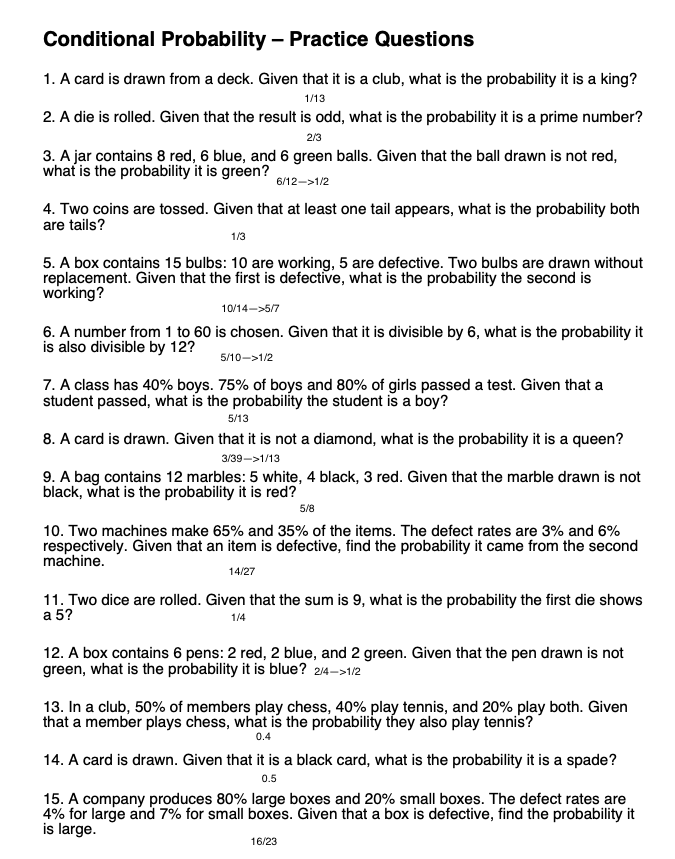 Conditional Probability – Practice Questions
1. A card is drawn from a deck. Given that it is a club, what is the probability it is a king?
1/13
2. A die is rolled. Given that the result is odd, what is the probability it is a prime number?
2/3
3. A jar contains 8 red, 6 blue, and 6 green balls. Given that the ball drawn is not red,
what is the probability it is green?
6/12—>1/2
4. Two coins are tossed. Given that at least one tail appears, what is the probability both
are tails?
1/3
5. A box contains 15 bulbs: 10 are working, 5 are defective. Two bulbs are drawn without
replacement. Given that the first is defective, what is the probability the second is
working?
10/14—>5/7
6. A number from 1 to 60 is chosen. Given that it is divisible by 6, what is the probability it
is also divisible by 12?
5/10—>1/2
7. A class has 40% boys. 75% of boys and 80% of girls passed a test. Given that a
student passed, what is the probability the student is a boy?
5/13
8. A card is drawn. Given that it is not a diamond, what is the probability it is a queen?
3/39—>1/13
9. A bag contains 12 marbles: 5 white, 4 black, 3 red. Given that the marble drawn is not
black, what is the probability it is red?
5/8
10. Two machines make 65% and 35% of the items. The defect rates are 3% and 6%
respectively. Given that an item is defective, find the probability it came from the second
machine.
14/27
11. Two dice are rolled. Given that the sum is 9, what is the probability the first die shows
a 5?
1/4
12. A box contains 6 pens: 2 red, 2 blue, and 2 green. Given that the pen drawn is not
green, what is the probability it is blue? 2/4—>1/2
13. In a club, 50% of members play chess, 40% play tennis, and 20% play both. Given
that a member plays chess, what is the probability they also play tennis?
0.4
14. A card is drawn. Given that it is a black card, what is the probability it is a spade?
0.5
15. A company produces 80% large boxes and 20% small boxes. The defect rates are
4% for large and 7% for small boxes. Given that a box is defective, find the probability it
is large.
16/23